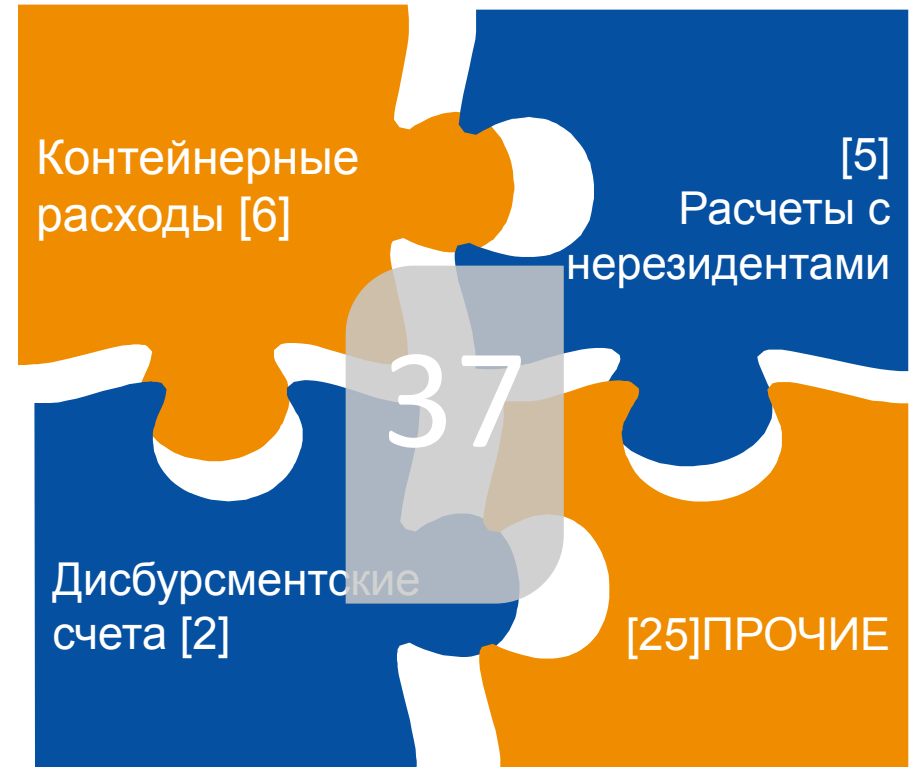 Контейнерные
расходы [6]
[5]
Расчеты с
нерезидентами
37
Дисбурсментские
счета [2]
[25]ПРОЧИЕ